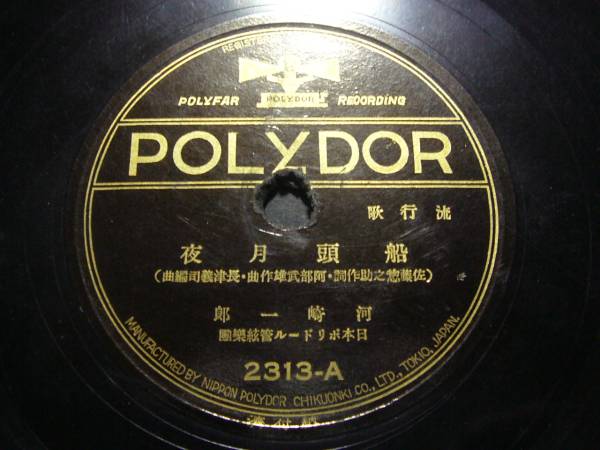 REGISTE
POLYDOR
POLYFAR RECORDING
POLYDOR
流行歌
船頭月夜
(佐藤惣之助作詞・阿部武雄作曲・長津義司編曲)
河崎一郎
日本ポリドール管絃樂團
2313-A
MANUFACTURED BY NIPPON POLYDOR CHIKUONKI CO., LTD., TOKIO, JAPAN.